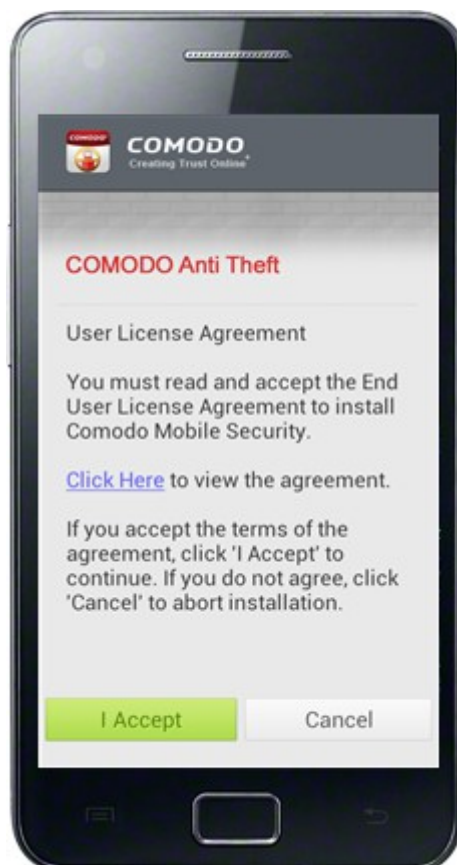 COMODO
COMODO
Creating Trust Online
COMODO Anti Theft
User License Agreement
You must read and accept the End
User License Agreement to install
Comodo Mobile Security.
Click Here to view the agreement.
If you accept the terms of the
agreement, click 'I Accept' to
continue. If you do not agree, click
'Cancel' to abort installation.
I Accept
Cancel